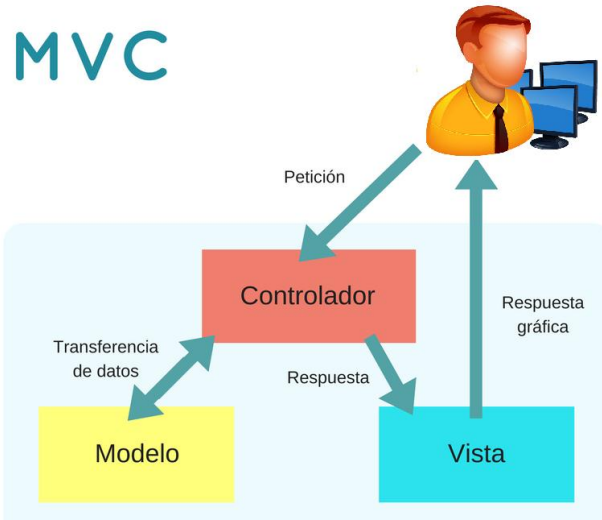 MVC
Petición
Controlador
Respuesta
gráfica
Transferencia
de datos
Respuesta
Modelo
Vista